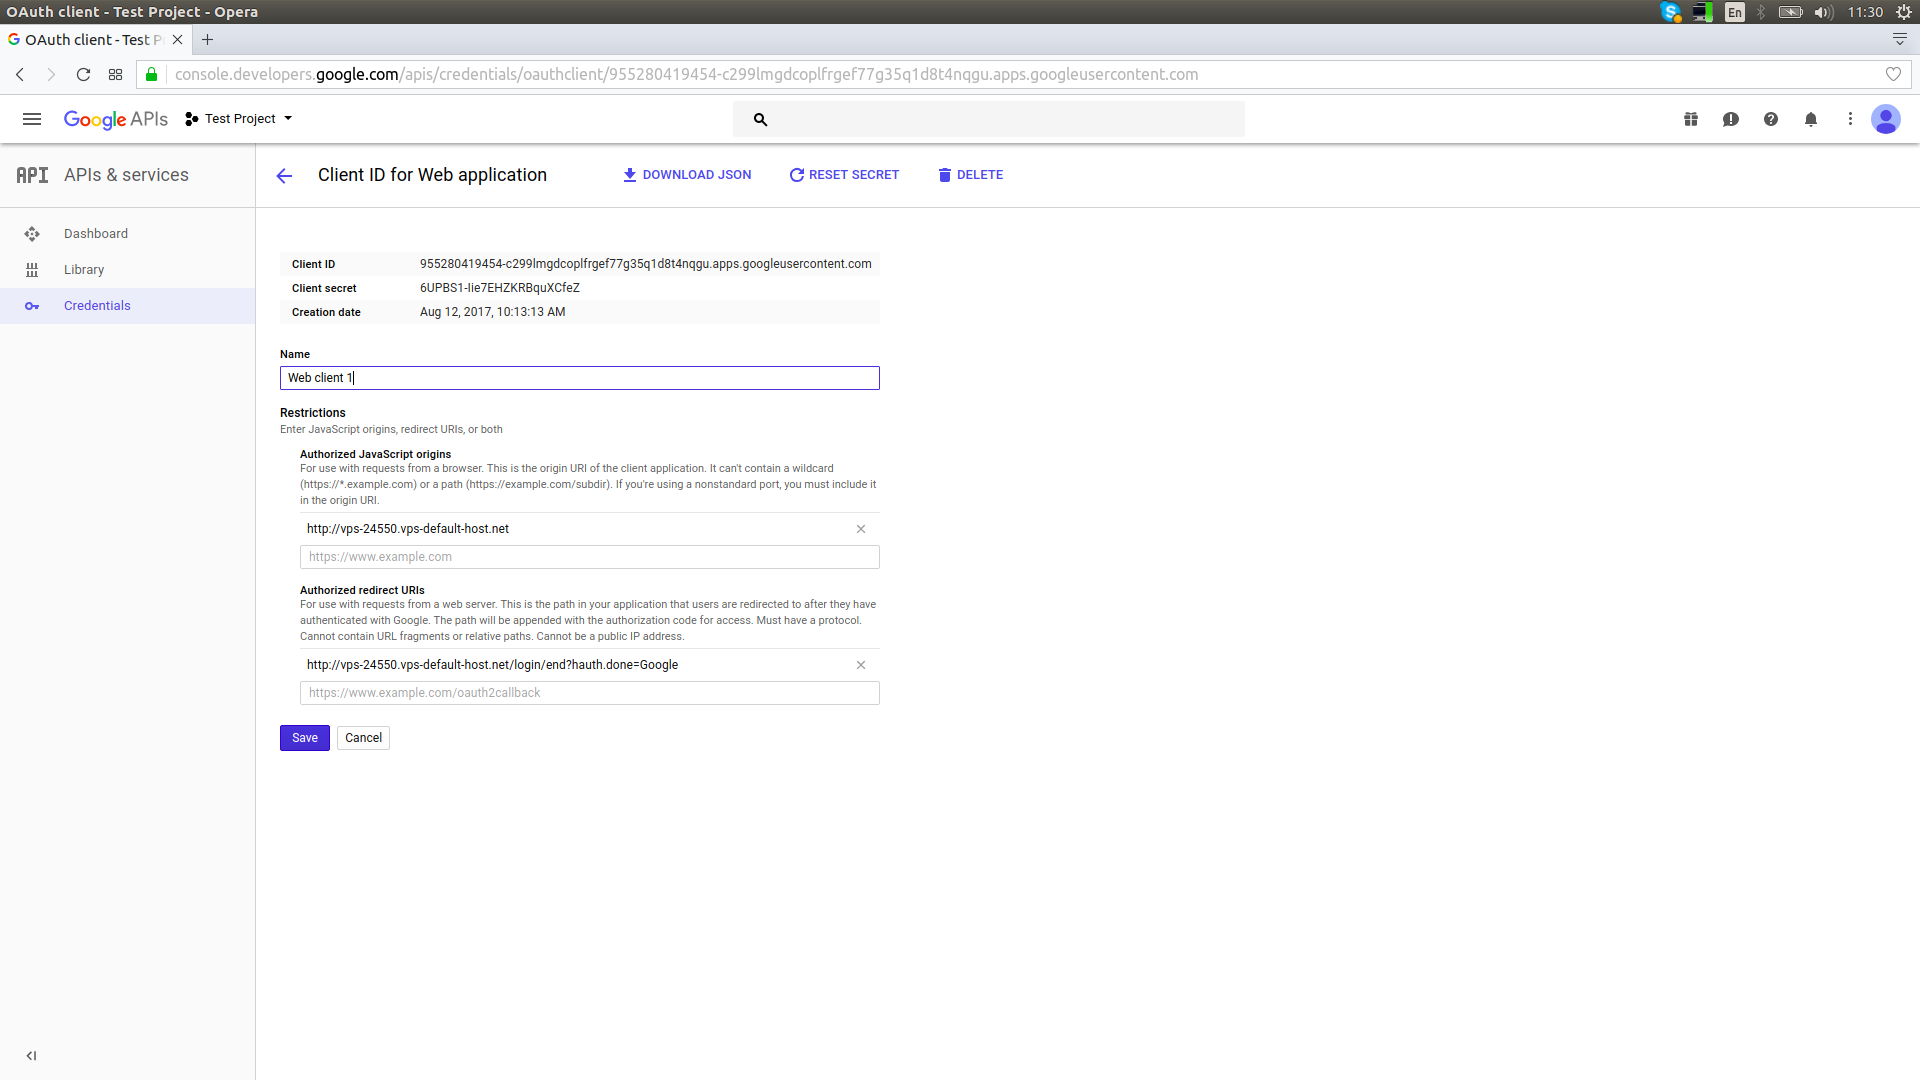 OAuth client - Test Project - Opera
En
11:30
OAuth client - Test P
console.developers.google.com/apis/credentials/oauthclient/955280419454-c299lmgdcoplfrgef77g35q1d8t4nqgu.apps.googleusercontent.com
Google APIs
Test Project
API APIs & services
Client ID for Web application
DOWNLOAD JSON
RESET SECRET
DELETE
Dashboard
Library
Credentials
Client ID 955280419454-c299lmgdcoplfrgef77g35q1d8t4nqgu.apps.googleusercontent.com
Client secret 6UPBS1-Iie7EHZKRBquXCfeZ
Creation date Aug 12, 2017, 10:13:13 AM
Name
Web client 1
Restrictions
Enter JavaScript origins, redirect URIs, or both
Authorized JavaScript origins
For use with requests from a browser. This is the origin URI of the client application. It can't contain a wildcard
(https://*.example.com) or a path (https://example.com/subdir). If you're using a nonstandard port, you must include it
in the origin URI.
http://vps-24550.vps-default-host.net
https://www.example.com
Authorized redirect URIs
For use with requests from a web server. This is the path in your application that users are redirected to after they have
authenticated with Google. The path will be appended with the authorization code for access. Must have a protocol.
Cannot contain URL fragments or relative paths. Cannot be a public IP address.
http://vps-24550.vps-default-host.net/login/end?hauth.done=Google
https://www.example.com/oauth2callback
Save
Cancel